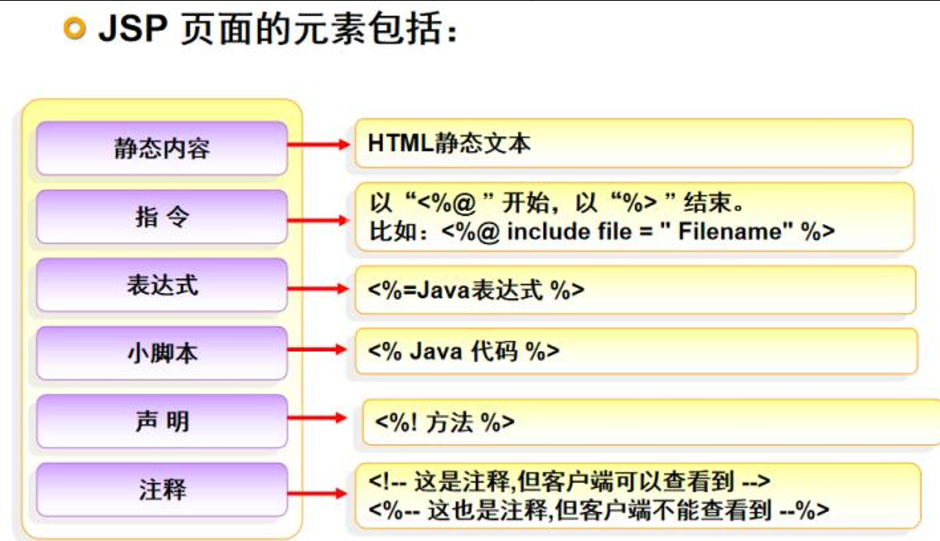 JSP 页面的元素包括：
静态内容
HTML静态文本
指 令
以“<%@ ”开始，以“%> ”结束。
比如：<%@ include file = " Filename" %>
表达式
<%=Java表达式 %>
小脚本
<% Java 代码 %>
声 明
<%! 方法 %>
注释
<!-- 这是注释,但客户端可以查看到 -->
<%-- 这也是注释,但客户端不能查看到 --%>